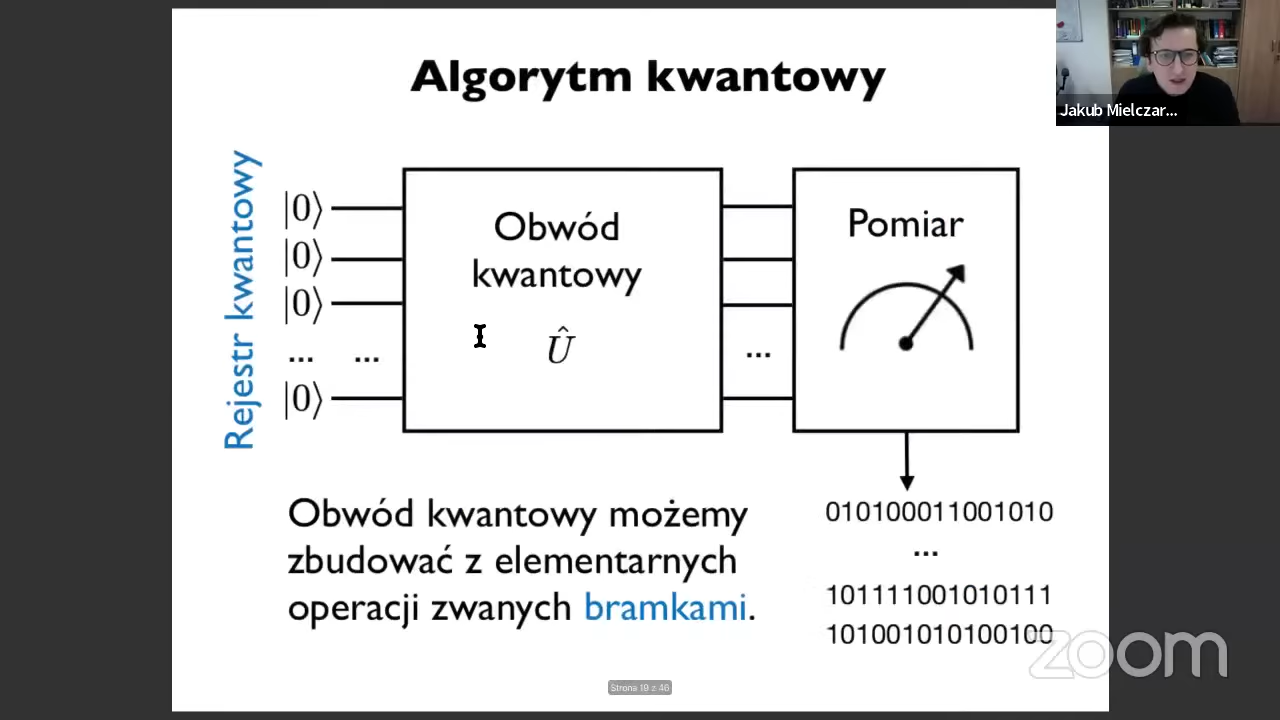 Algorytm kwantowy
Jakub Mielczar...
Rejestr kwantowy
|0⟩
|0⟩
|0⟩
... ...
|0⟩
Obwód
kwantowy
Û
...
Pomiar
010100011001010
...
101111001010111
101001010100100
Obwód kwantowy możemy
zbudować z elementarnych
operacji zwanych bramkami.
zoom
Strona 19 z 46